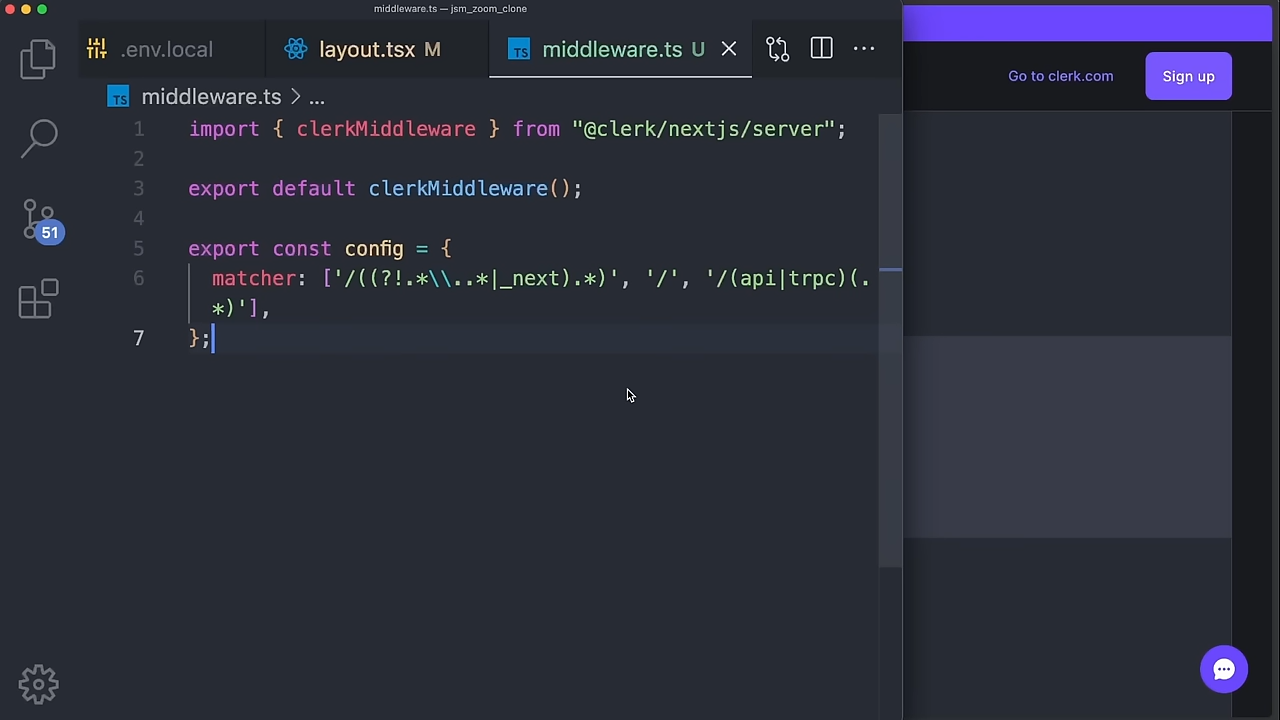 middleware.ts — jsm_zoom_clone
.env.local
layout.tsx M
TS middleware.ts U
Go to clerk.com
Sign up
TS middleware.ts > ...
1 import { clerkMiddleware } from "@clerk/nextjs/server";
2
3 export default clerkMiddleware();
4
5 export const config = {
6 matcher: ['/((?!.*\\..*|_next).*)', '/', '/(api|trpc)(.
*)'],
7 };
51